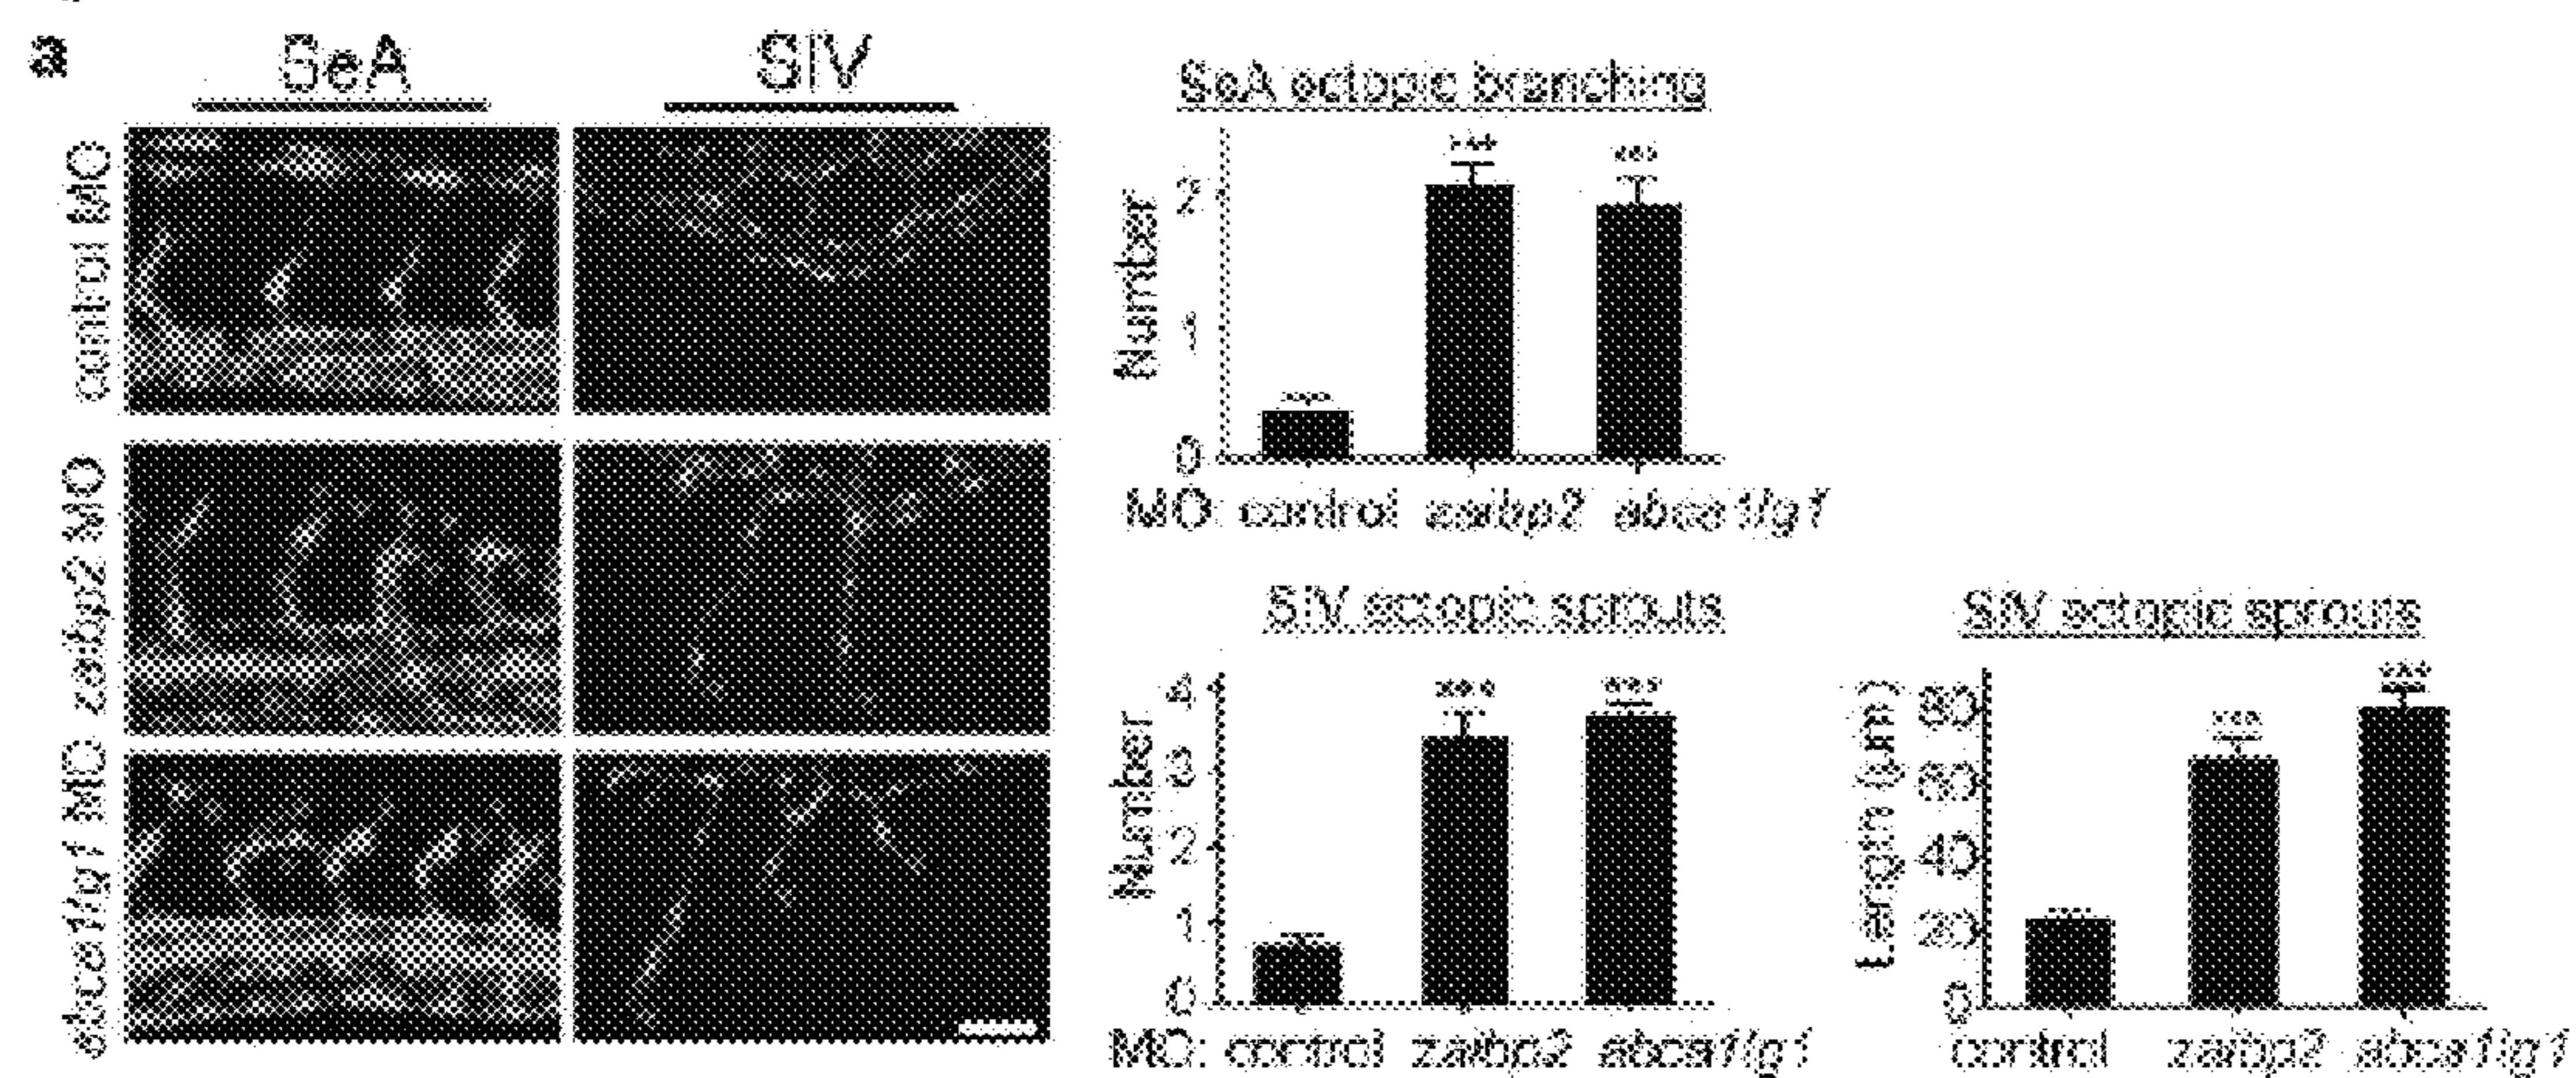 a
SeA SIV
control MO
zaibp2 MO
abca1/g1 MO
SeA ectopic branching
Number
2
1
0
MO: control zaibp2 abca1/g1
SIV ectopic sprouts
Number
4
3
2
1
0
MO: control zaibp2 abca1/g1
SIV ectopic sprouts
Length (μm)
80
60
40
20
0
control zaibp2 abca1/g1